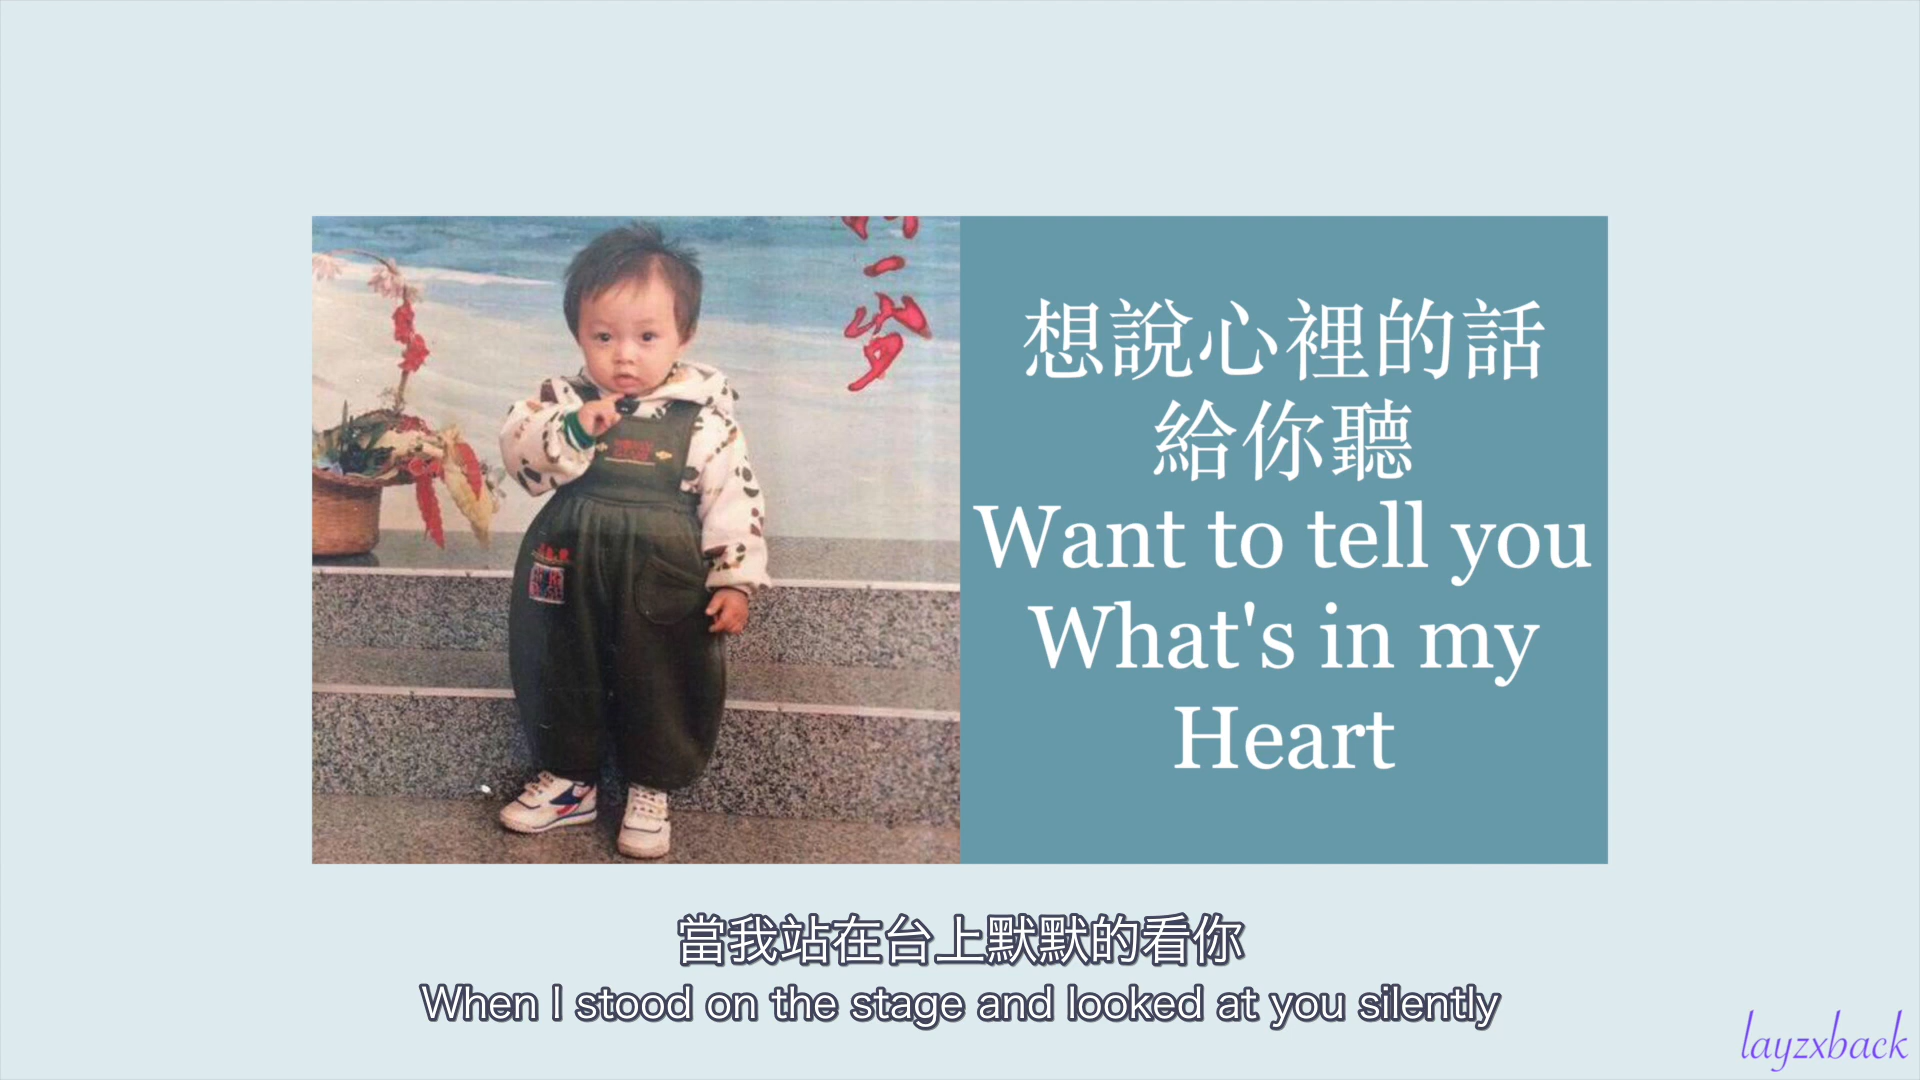 一岁
想說心裡的話
給你聽
Want to tell you
What's in my
Heart
當我站在台上默默的看你
When I stood on the stage and looked at you silently
layzxback